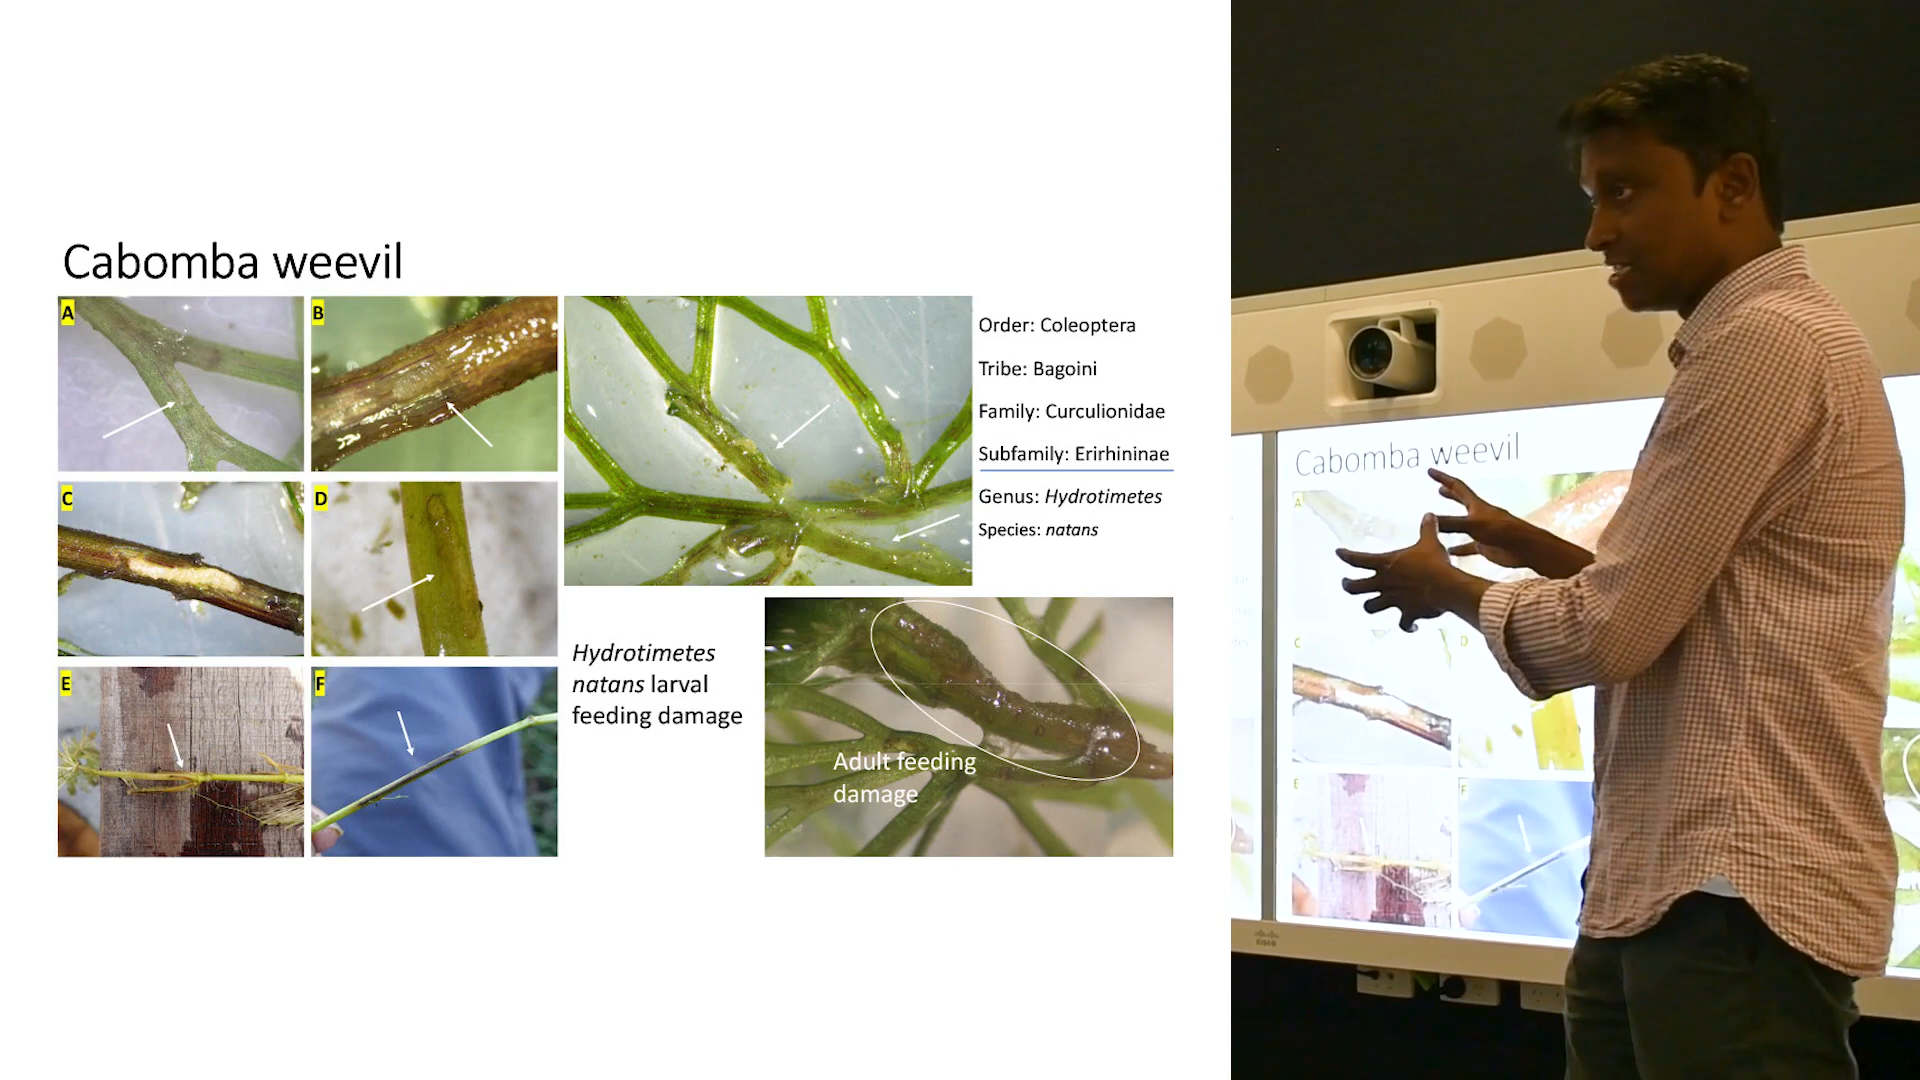 Cabomba weevil
A
B
C
D
E
F
Order: Coleoptera
Tribe: Bagoini
Family: Curculionidae
Subfamily: Erirhininae
Genus: Hydrotimetes
Species: natans
Hydrotimetes
natans larval
feeding damage
Adult feeding
damage
Cabomba weevil
A
C
D
E
F
cisco